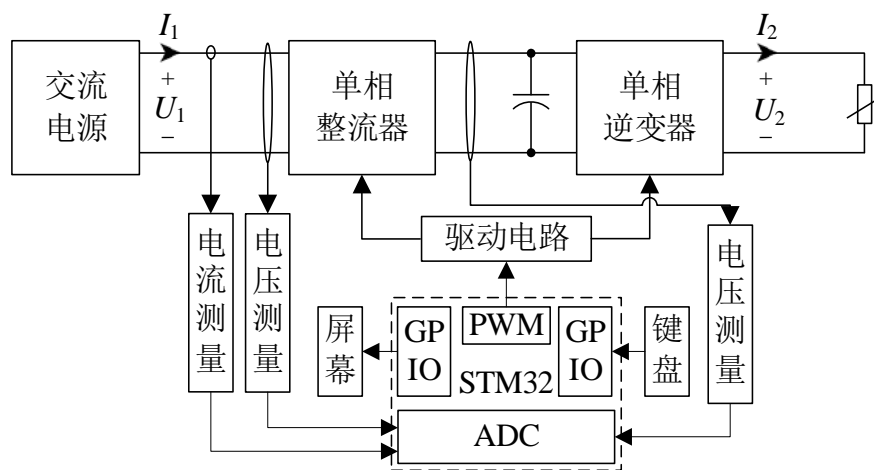 I₁
I₂
交流
电源
+
U₁
−
单相
整流器
单相
逆变器
+
U₂
−
电流测量
电压测量
驱动电路
电压测量
屏幕
GP
IO
PWM
GP
IO
键盘
STM32
ADC